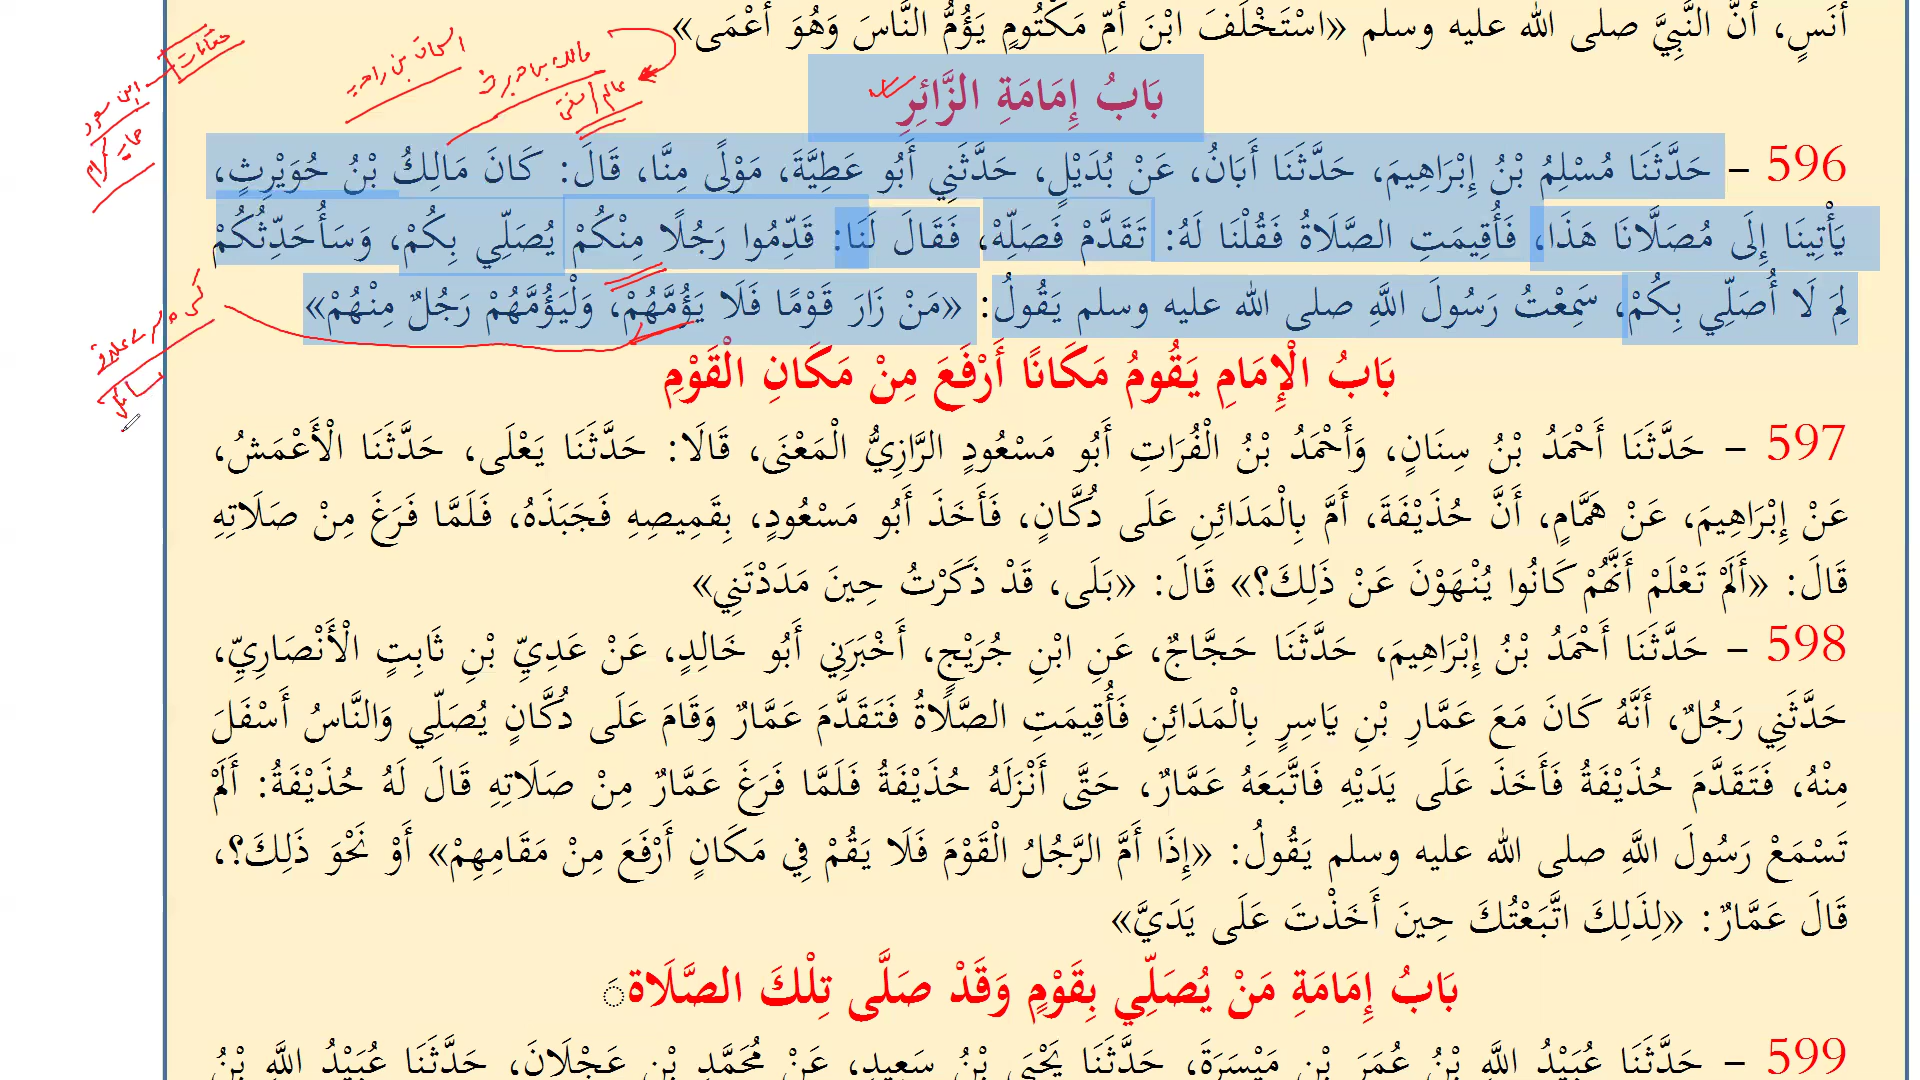 أَنَسٍ، أَنَّ النَّبِيَّ صلى الله عليه وسلم «اسْتَخْلَفَ ابْنَ أُمِّ مَكْتُومٍ يَؤُمُّ النَّاسَ وَهُوَ أَعْمَى»
بَابُ إِمَامَةِ الزَّائِرِ
596 – حَدَّثَنَا مُسْلِمُ بْنُ إِبْرَاهِيمَ، حَدَّثَنَا أَبَانُ، عَنْ بُدَيْلٍ، حَدَّثَنِي أَبُو عَطِيَّةَ، مَوْلًى مِنَّا، قَالَ: كَانَ مَالِكُ بْنُ حُوَيْرِثٍ،
يَأْتِينَا إِلَى مُصَلَّانَا هَذَا، فَأُقِيمَتِ الصَّلَاةُ فَقُلْنَا لَهُ: تَقَدَّمْ فَصَلِّهْ، فَقَالَ لَنَا: قَدِّمُوا رَجُلًا مِنْكُمْ يُصَلِّي بِكُمْ، وَسَأُحَدِّثُكُمْ
لِمَ لَا أُصَلِّي بِكُمْ، سَمِعْتُ رَسُولَ اللَّهِ صلى الله عليه وسلم يَقُولُ: «مَنْ زَارَ قَوْمًا فَلَا يَؤُمَّهُمْ، وَلْيَؤُمَّهُمْ رَجُلٌ مِنْهُمْ»
بَابُ الْإِمَامِ يَقُومُ مَكَانًا أَرْفَعَ مِنْ مَكَانِ الْقَوْمِ
597 – حَدَّثَنَا أَحْمَدُ بْنُ سِنَانٍ، وَأَحْمَدُ بْنُ الْفُرَاتِ أَبُو مَسْعُودٍ الرَّازِيُّ الْمَعْنَى، قَالَا: حَدَّثَنَا يَعْلَى، حَدَّثَنَا الْأَعْمَشُ،
عَنْ إِبْرَاهِيمَ، عَنْ هَمَّامٍ، أَنَّ حُذَيْفَةَ، أَمَّ بِالْمَدَائِنِ عَلَى دُكَّانٍ، فَأَخَذَ أَبُو مَسْعُودٍ، بِقَمِيصِهِ فَجَبَذَهُ، فَلَمَّا فَرَغَ مِنْ صَلَاتِهِ
قَالَ: «أَلَمْ تَعْلَمْ أَنَّهُمْ كَانُوا يُنْهَوْنَ عَنْ ذَلِكَ؟» قَالَ: «بَلَى، قَدْ ذَكَرْتُ حِينَ مَدَدْتَنِي»
598 – حَدَّثَنَا أَحْمَدُ بْنُ إِبْرَاهِيمَ، حَدَّثَنَا حَجَّاجٌ، عَنِ ابْنِ جُرَيْجٍ، أَخْبَرَنِي أَبُو خَالِدٍ، عَنْ عَدِيِّ بْنِ ثَابِتٍ الْأَنْصَارِيِّ،
حَدَّثَنِي رَجُلٌ، أَنَّهُ كَانَ مَعَ عَمَّارِ بْنِ يَاسِرٍ بِالْمَدَائِنِ فَأُقِيمَتِ الصَّلَاةُ فَتَقَدَّمَ عَمَّارٌ وَقَامَ عَلَى دُكَّانٍ يُصَلِّي وَالنَّاسُ أَسْفَلَ
مِنْهُ، فَتَقَدَّمَ حُذَيْفَةُ فَأَخَذَ عَلَى يَدَيْهِ فَاتَّبَعَهُ عَمَّارٌ، حَتَّى أَنْزَلَهُ حُذَيْفَةُ فَلَمَّا فَرَغَ عَمَّارٌ مِنْ صَلَاتِهِ قَالَ لَهُ حُذَيْفَةُ: أَلَمْ
تَسْمَعْ رَسُولَ اللَّهِ صلى الله عليه وسلم يَقُولُ: «إِذَا أَمَّ الرَّجُلُ الْقَوْمَ فَلَا يَقُمْ فِي مَكَانٍ أَرْفَعَ مِنْ مَقَامِهِمْ» أَوْ نَحْوَ ذَلِكَ؟،
قَالَ عَمَّارٌ: «لِذَلِكَ اتَّبَعْتُكَ حِينَ أَخَذْتَ عَلَى يَدَيَّ»
بَابُ إِمَامَةِ مَنْ يُصَلِّي بِقَوْمٍ وَقَدْ صَلَّى تِلْكَ الصَّلَاة
599 – حَدَّثَنَا عُبَيْدُ اللَّهِ بْنُ عُمَرَ بْنِ مَيْسَرَةَ، حَدَّثَنَا يَحْيَى بْنُ سَعِيدٍ، عَنْ مُحَمَّدِ بْنِ عَجْلَانَ، حَدَّثَنَا عُبَيْدُ اللَّهِ بْنُ